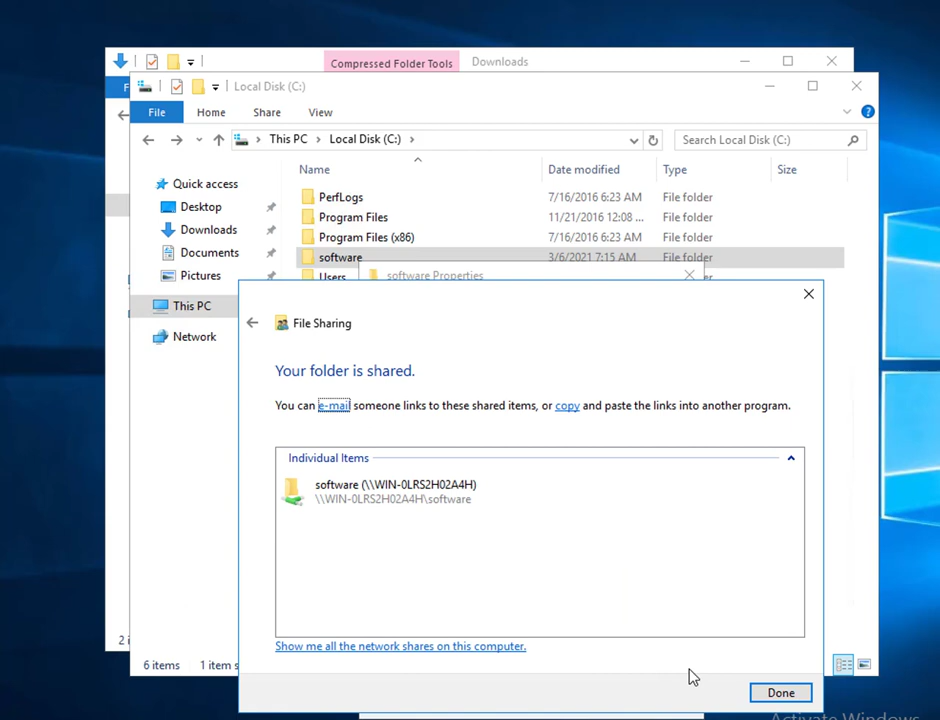 Compressed Folder Tools Downloads
F Local Disk (C:)
File Home Share View
This PC > Local Disk (C:) > Search Local Disk (C:)
Name Date modified Type Size
Quick access
Desktop
Downloads
Documents
Pictures
This PC
Network
PerfLogs 7/16/2016 6:23 AM File folder
Program Files 11/21/2016 12:08 ... File folder
Program Files (x86) 7/16/2016 6:23 AM File folder
software 3/6/2021 7:15 AM File folder
Users
software Properties
er
File Sharing
Your folder is shared.
You can e-mail someone links to these shared items, or copy and paste the links into another program.
Individual Items
software (\\WIN-0LRS2H02A4H)
\\WIN-0LRS2H02A4H\software
Show me all the network shares on this computer.
Done
2 i
6 items 1 item s
Activate Windows